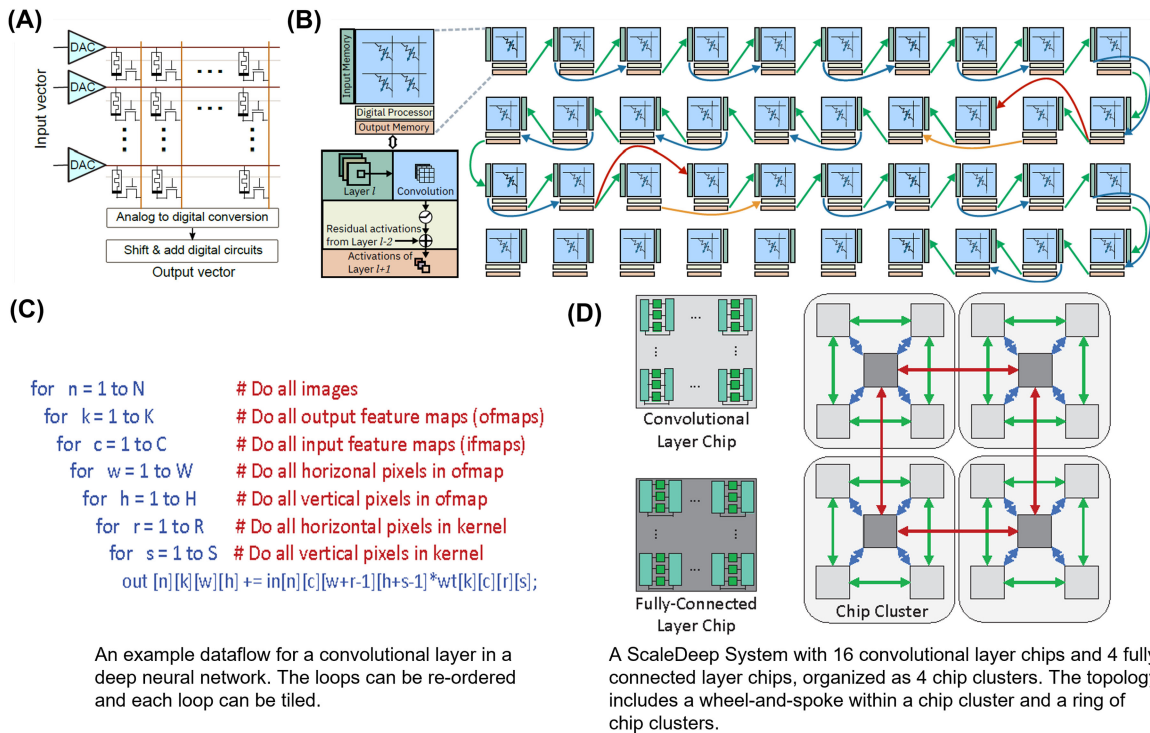 (A)
DAC
DAC
DAC
Input vector
Analog to digital conversion
Shift & add digital circuits
Output vector
(B)
Input Memory
Digital Processor
Output Memory
Layer l
Convolution
Residual activations
from Layer l-2
Activations of
Layer l+1
(C)
for n = 1 to N # Do all images
for k = 1 to K # Do all output feature maps (ofmaps)
for c = 1 to C # Do all input feature maps (ifmaps)
for w = 1 to W # Do all horizonal pixels in ofmap
for h = 1 to H # Do all vertical pixels in ofmap
for r = 1 to R # Do all horizontal pixels in kernel
for s = 1 to S # Do all vertical pixels in kernel
out [n][k][w][h] += in[n][c][w+r-1][h+s-1]*wt[k][c][r][s];
An example dataflow for a convolutional layer in a
deep neural network. The loops can be re-ordered
and each loop can be tiled.
(D)
Convolutional
Layer Chip
Fully-Connected
Layer Chip
Chip Cluster
A ScaleDeep System with 16 convolutional layer chips and 4 fully
connected layer chips, organized as 4 chip clusters. The topology
includes a wheel-and-spoke within a chip cluster and a ring of
chip clusters.